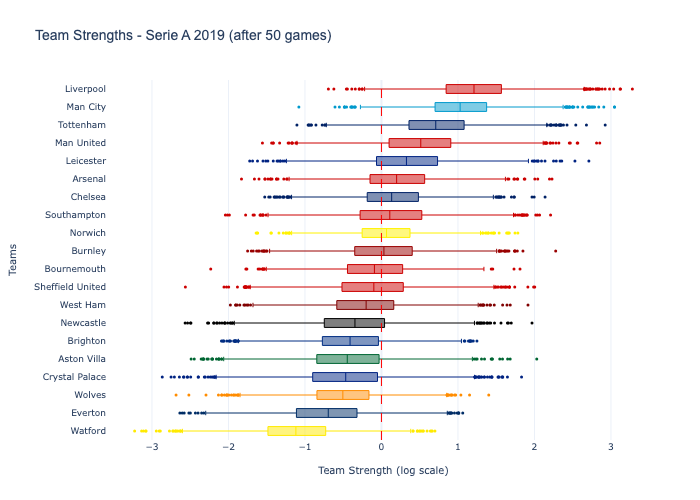 Team Strengths - Serie A 2019 (after 50 games)
Liverpool
Man City
Tottenham
Man United
Leicester
Arsenal
Chelsea
Southampton
Norwich
Burnley
Bournemouth
Sheffield United
West Ham
Newcastle
Brighton
Aston Villa
Crystal Palace
Wolves
Everton
Watford
Teams
−3 −2 −1 0 1 2 3
Team Strength (log scale)